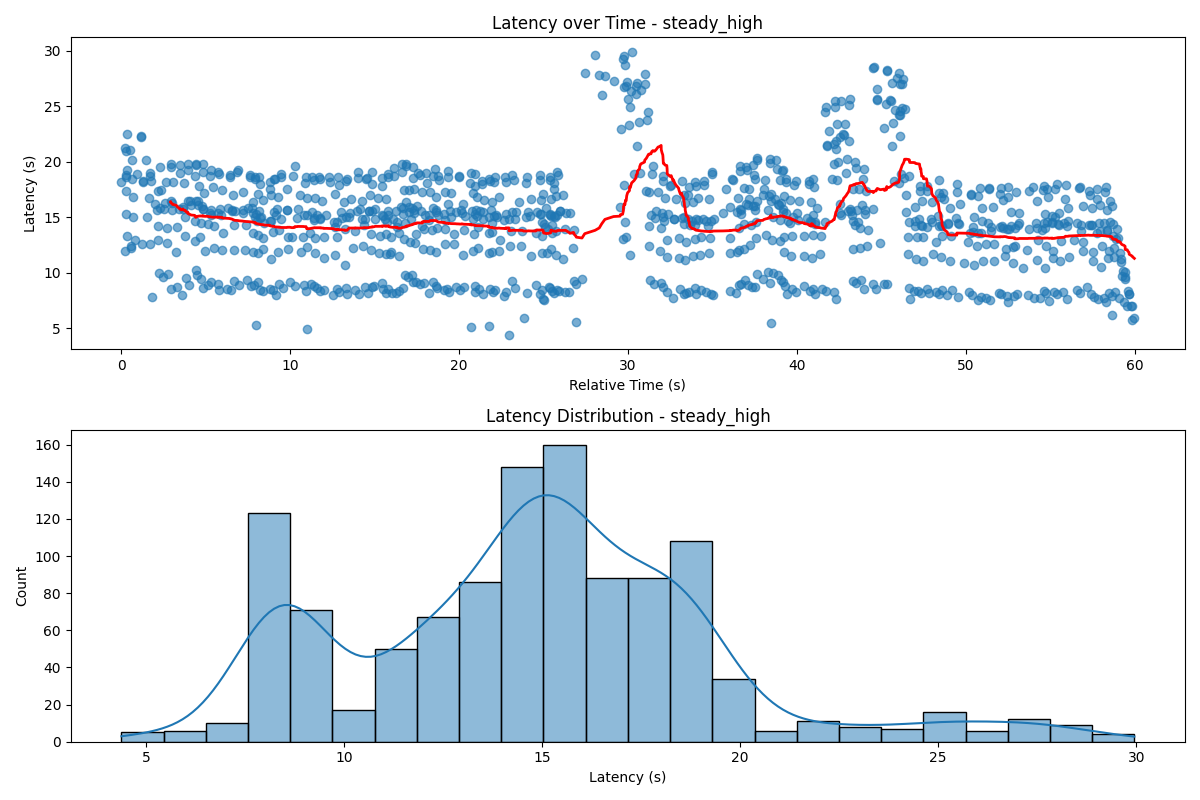 Latency over Time - steady_high
Latency (s)
30
25
20
15
10
5
0 10 20 30 40 50 60
Relative Time (s)
Latency Distribution - steady_high
Count
160
140
120
100
80
60
40
20
0
5 10 15 20 25 30
Latency (s)